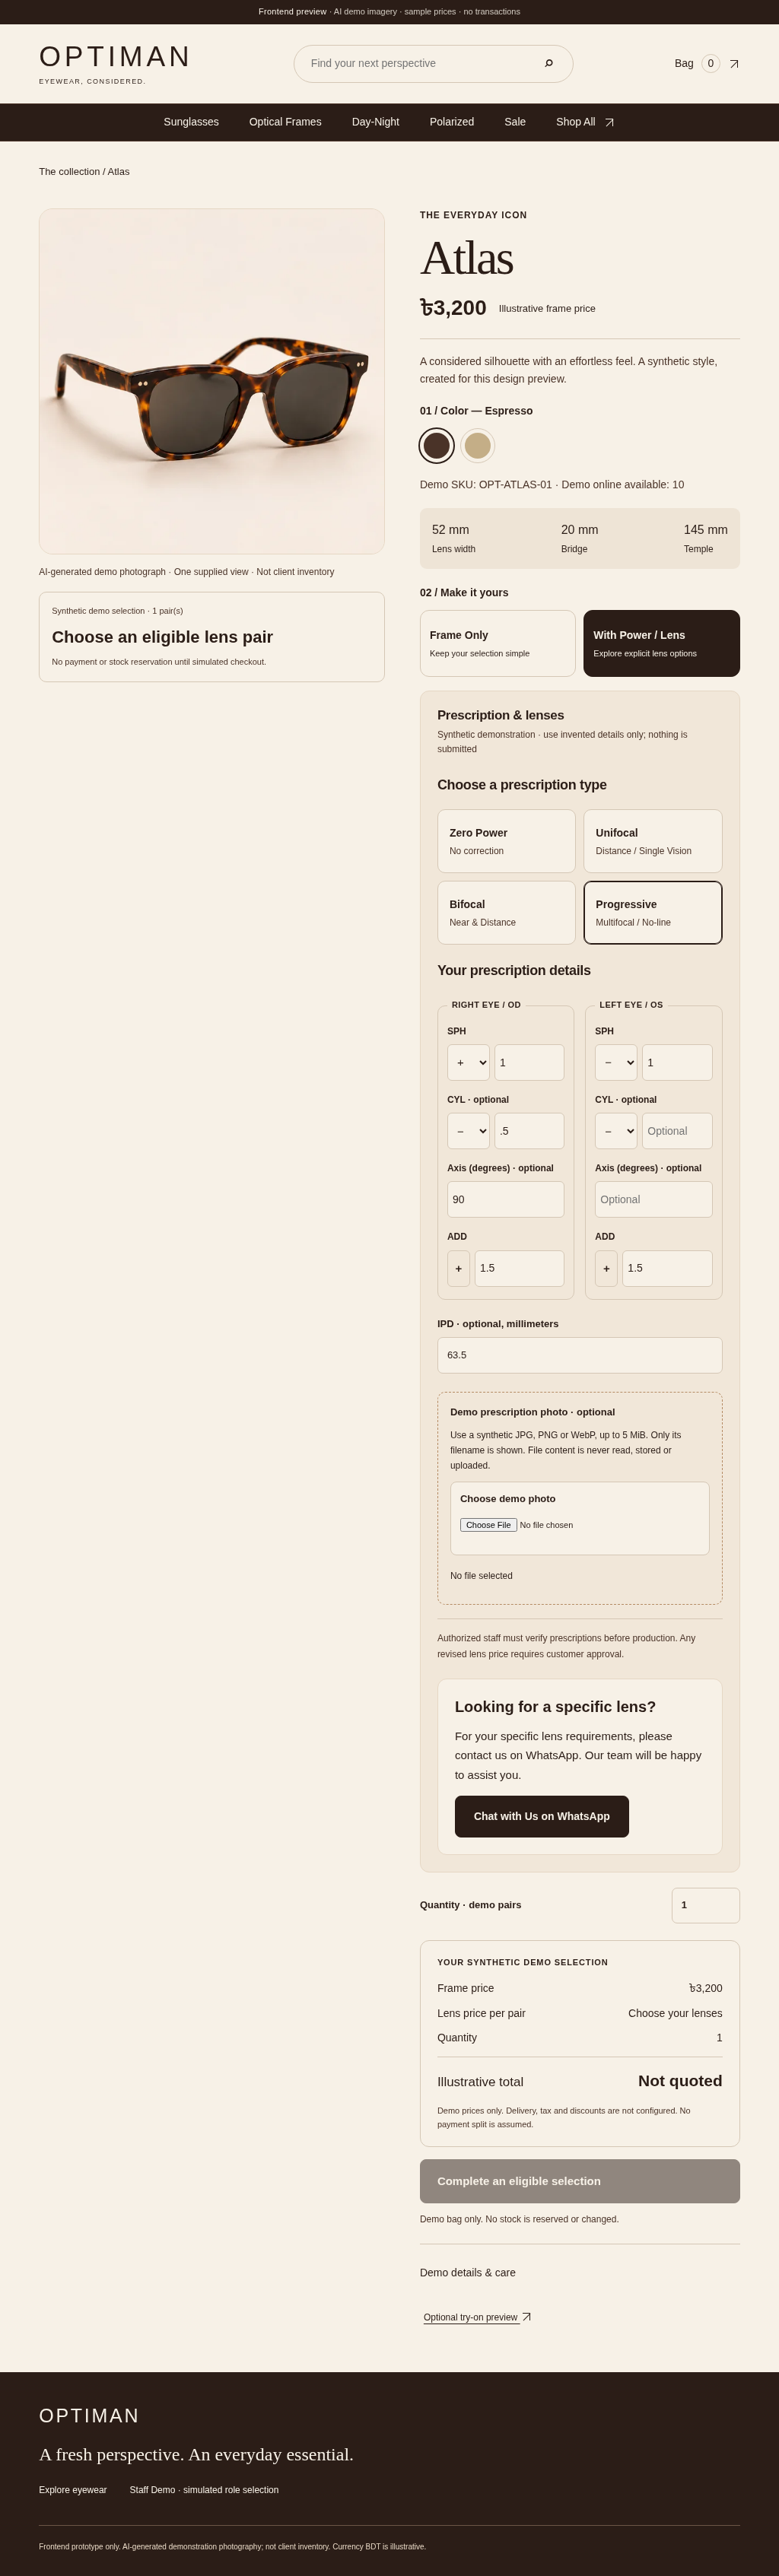 Frontend preview · AI demo imagery · sample prices · no transactions
OPTIMAN
EYEWEAR, CONSIDERED.
Find your next perspective
Bag 0
Sunglasses Optical Frames Day-Night Polarized Sale Shop All
The collection / Atlas
AI-generated demo photograph · One supplied view · Not client inventory
Synthetic demo selection · 1 pair(s)
Choose an eligible lens pair
No payment or stock reservation until simulated checkout.
THE EVERYDAY ICON
Atlas
৳3,200 Illustrative frame price
A considered silhouette with an effortless feel. A synthetic style,
created for this design preview.
01 / Color — Espresso
Demo SKU: OPT-ATLAS-01 · Demo online available: 10
52 mm 20 mm 145 mm
Lens width Bridge Temple
02 / Make it yours
Frame Only
Keep your selection simple
With Power / Lens
Explore explicit lens options
Prescription & lenses
Synthetic demonstration · use invented details only; nothing is
submitted
Choose a prescription type
Zero Power
No correction
Unifocal
Distance / Single Vision
Bifocal
Near & Distance
Progressive
Multifocal / No-line
Your prescription details
RIGHT EYE / OD
SPH
+ 1
CYL · optional
− .5
Axis (degrees) · optional
90
ADD
+ 1.5
LEFT EYE / OS
SPH
− 1
CYL · optional
− Optional
Axis (degrees) · optional
Optional
ADD
+ 1.5
IPD · optional, millimeters
63.5
Demo prescription photo · optional
Use a synthetic JPG, PNG or WebP, up to 5 MiB. Only its
filename is shown. File content is never read, stored or
uploaded.
Choose demo photo
Choose File No file chosen
No file selected
Authorized staff must verify prescriptions before production. Any
revised lens price requires customer approval.
Looking for a specific lens?
For your specific lens requirements, please
contact us on WhatsApp. Our team will be happy
to assist you.
Chat with Us on WhatsApp
Quantity · demo pairs 1
YOUR SYNTHETIC DEMO SELECTION
Frame price ৳3,200
Lens price per pair Choose your lenses
Quantity 1
Illustrative total Not quoted
Demo prices only. Delivery, tax and discounts are not configured. No
payment split is assumed.
Complete an eligible selection
Demo bag only. No stock is reserved or changed.
Demo details & care
Optional try-on preview
OPTIMAN
A fresh perspective. An everyday essential.
Explore eyewear Staff Demo · simulated role selection
Frontend prototype only. AI-generated demonstration photography; not client inventory. Currency BDT is illustrative.